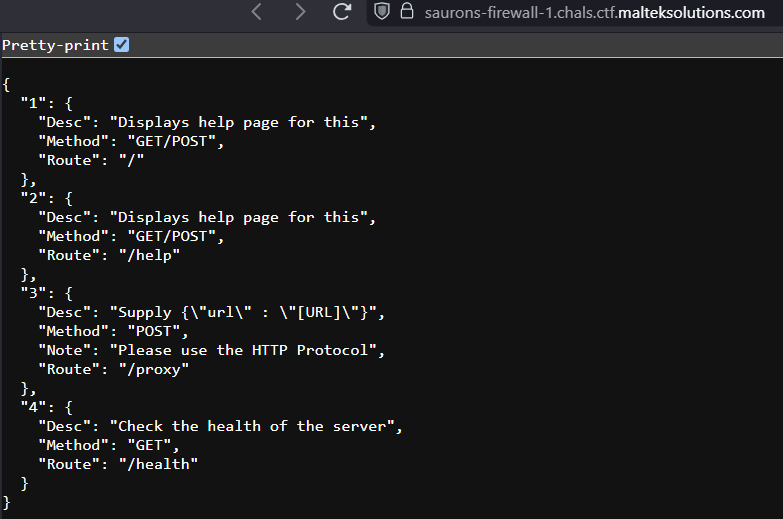 saurons-firewall-1.chals.ctf.malteksolutions.com
Pretty-print
{
  "1": {
    "Desc": "Displays help page for this",
    "Method": "GET/POST",
    "Route": "/"
  },
  "2": {
    "Desc": "Displays help page for this",
    "Method": "GET/POST",
    "Route": "/help"
  },
  "3": {
    "Desc": "Supply {\"url\" : \"[URL]\"}",
    "Method": "POST",
    "Note": "Please use the HTTP Protocol",
    "Route": "/proxy"
  },
  "4": {
    "Desc": "Check the health of the server",
    "Method": "GET",
    "Route": "/health"
  }
}